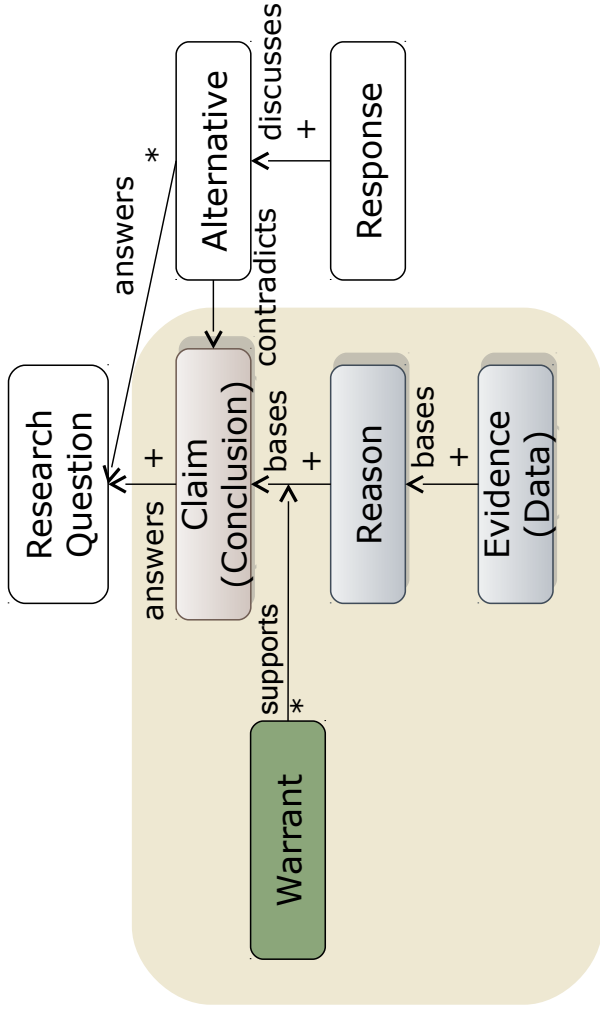 Research
Question
answers
+
answers
*
Claim
(Conclusion)
Alternative
contradicts
bases
+
discusses
+
supports
*
Warrant
Reason
Response
bases
+
Evidence
(Data)